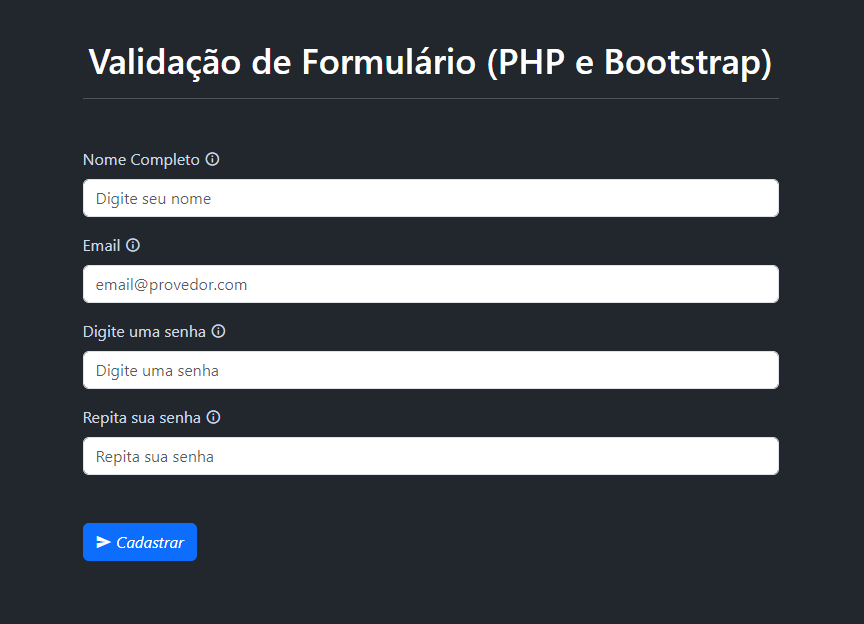 Validação de Formulário (PHP e Bootstrap)
Nome Completo
Digite seu nome
Email
email@provedor.com
Digite uma senha
Digite uma senha
Repita sua senha
Repita sua senha
Cadastrar